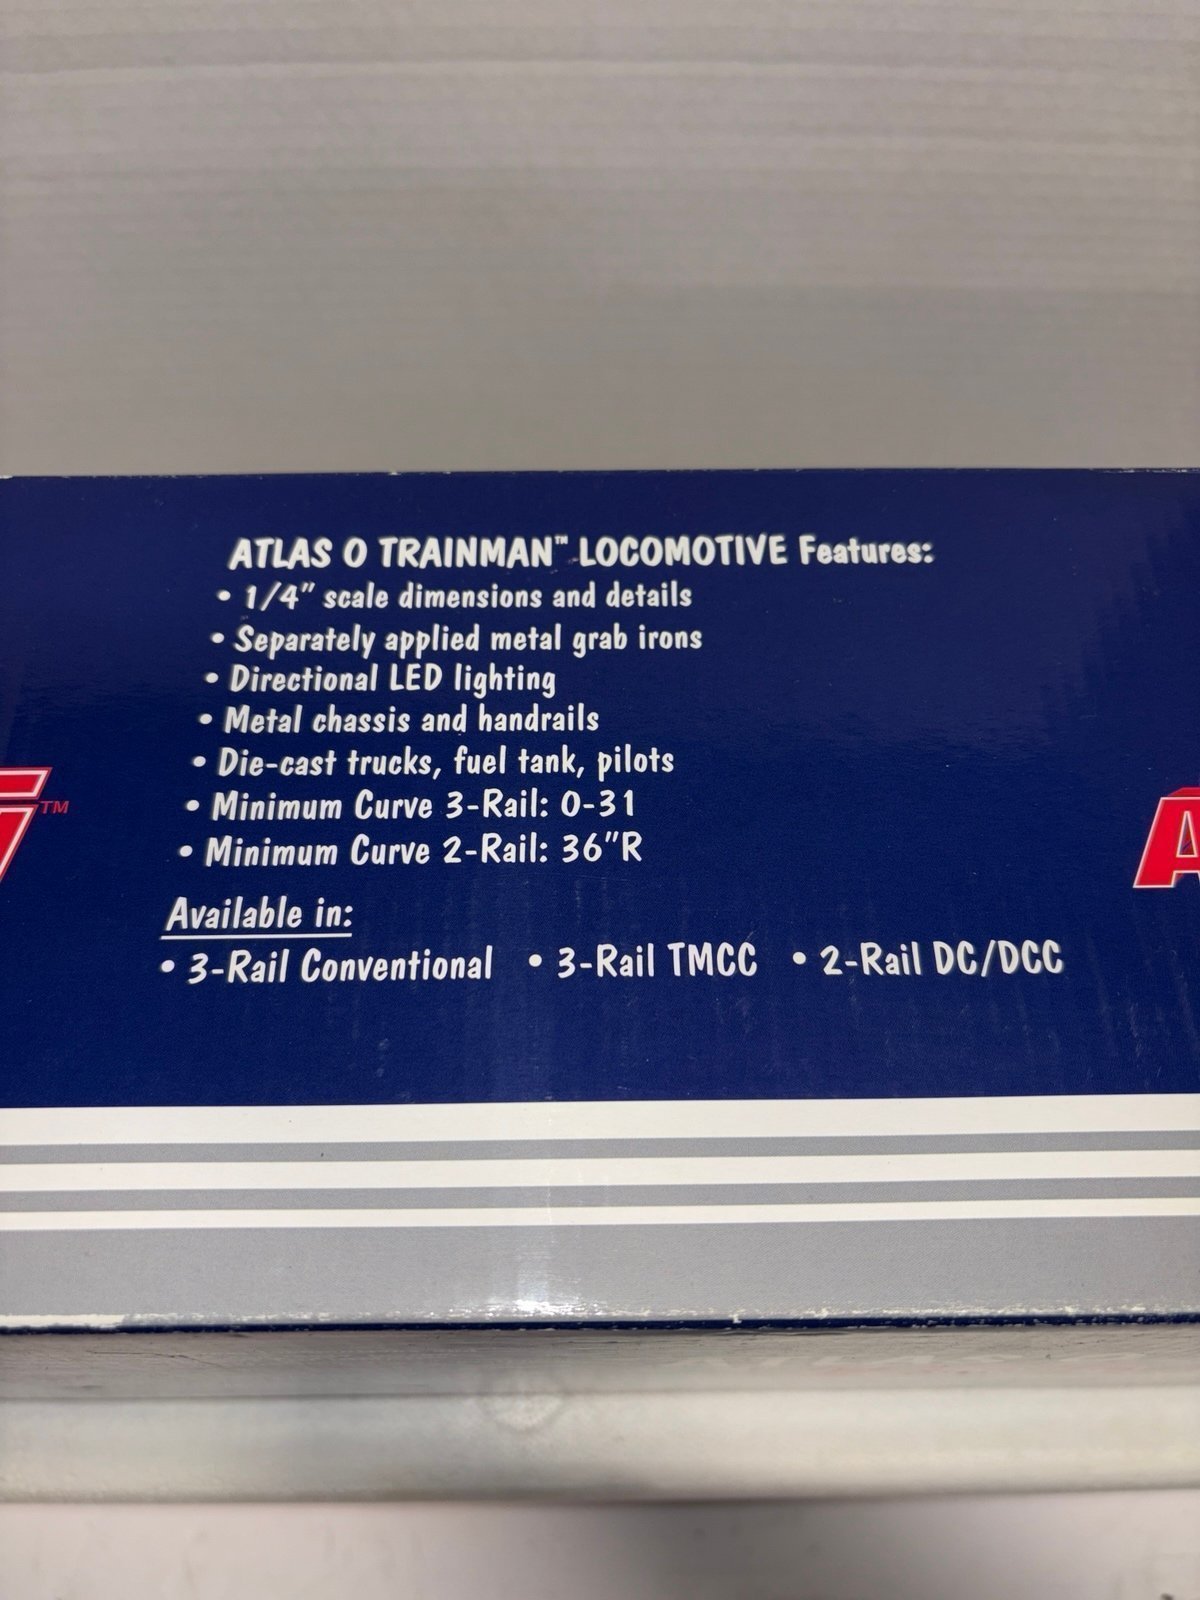 ATLAS O TRAINMAN™ LOCOMOTIVE Features:
• 1/4" scale dimensions and details
• Separately applied metal grab irons
• Directional LED lighting
• Metal chassis and handrails
• Die-cast trucks, fuel tank, pilots
• Minimum Curve 3-Rail: O-31
• Minimum Curve 2-Rail: 36"R
TM
A
Available in:
• 3-Rail Conventional • 3-Rail TMCC • 2-Rail DC/DCC